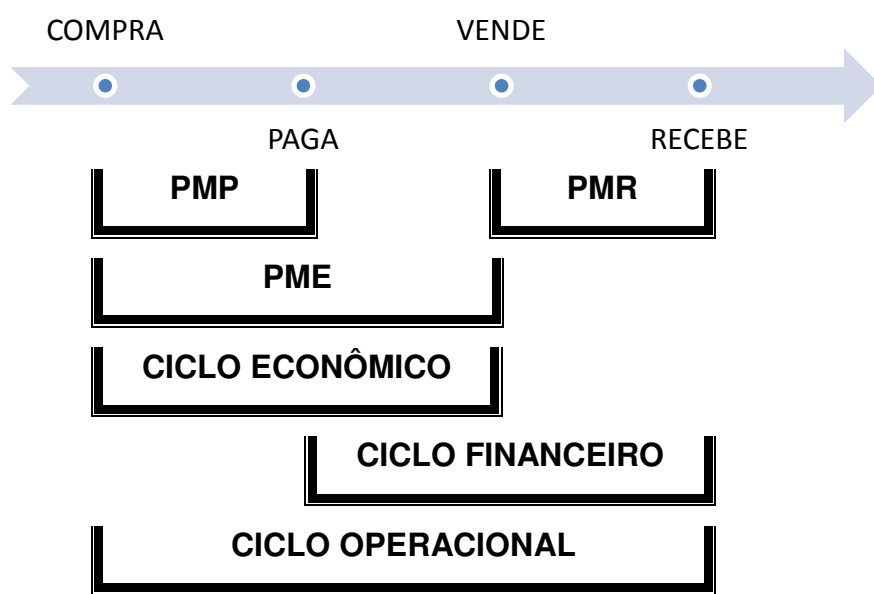 COMPRA VENDE
PAGA RECEBE
PMP PMR
PME
CICLO ECONÔMICO
CICLO FINANCEIRO
CICLO OPERACIONAL